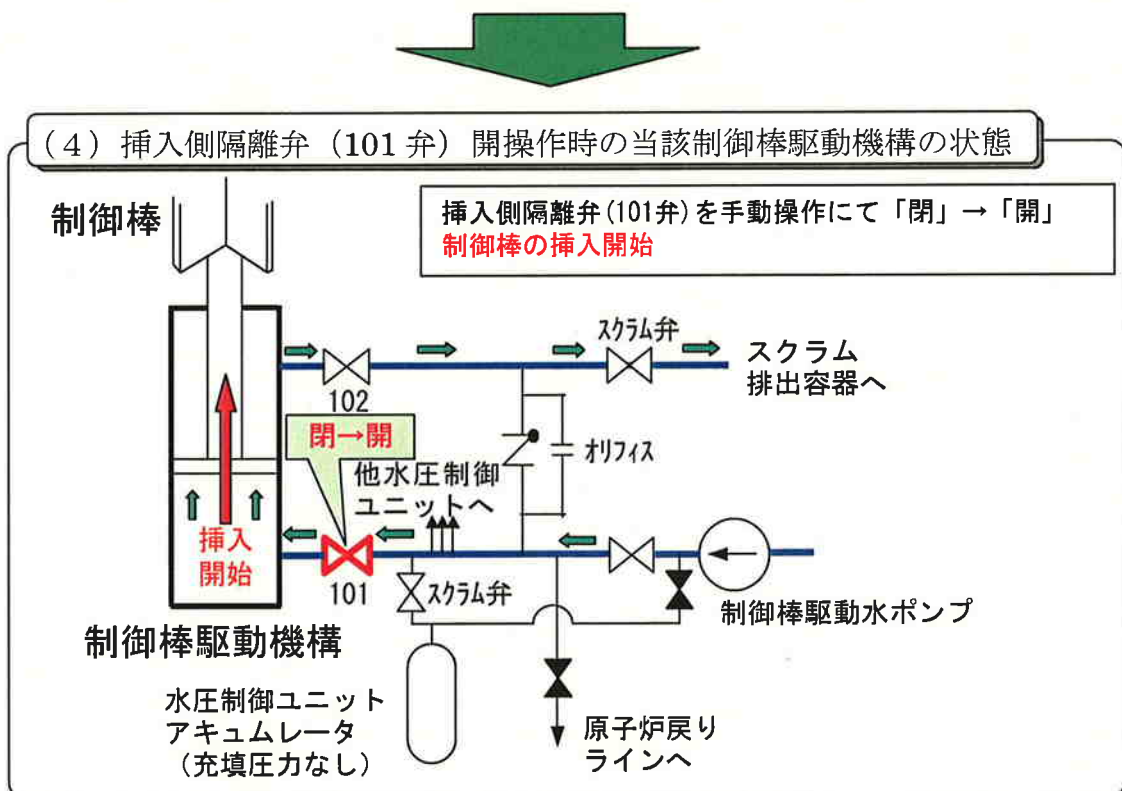 (4)挿入側隔離弁(101弁)開操作時の当該制御棒駆動機構の状態
制御棒
挿入側隔離弁(101弁)を手動操作にて「閉」→「開」
制御棒の挿入開始
スクラム弁
スクラム
排出容器へ
102
閉→開
他水圧制御
ユニットへ
オリフィス
挿入
開始
101
スクラム弁
制御棒駆動水ポンプ
制御棒駆動機構
水圧制御ユニット
アキュムレータ
(充填圧力なし)
原子炉戻り
ラインへ